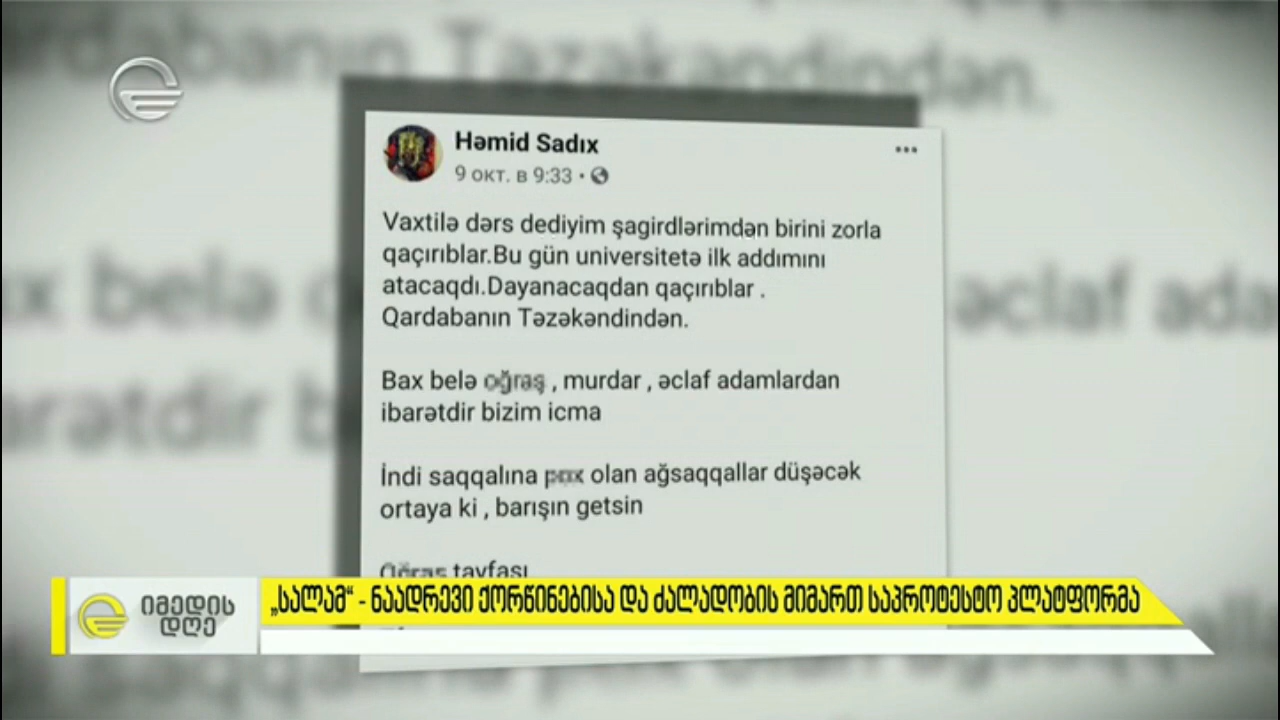 Həmid Sadıx
9 окт. в 9:33
Vaxtilə dərs dediyim şagirdlərimdən birini zorla
qaçırıblar.Bu gün universitetə ilk addımını
atacaqdı.Dayanacaqdan qaçırıblar .
Qardabanın Təzəkəndindən.
Bax belə oğraş , murdar , əclaf adamlardan
ibarətdir bizim icma
İndi saqqalına olan ağsaqqallar düşəcək
ortaya ki , barışın getsin
Oğraş tayfası
იმედის
დღე
„სალამ“ - ნაადრევი ქორწინებისა და ძალადობის მიმართ საპროტესტო პლატფორმა